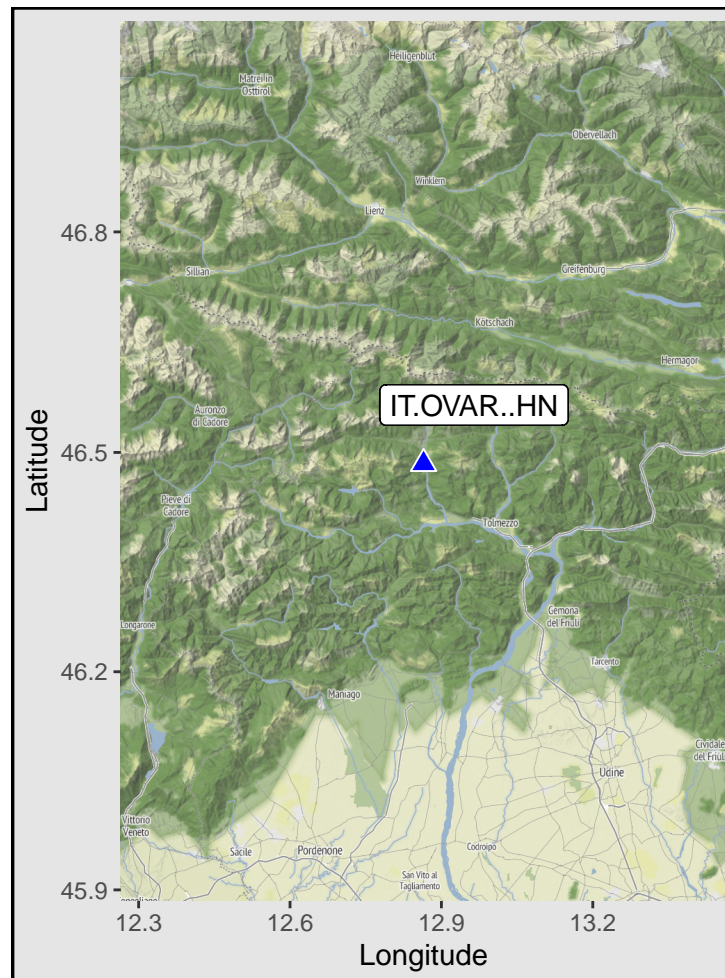 Heiligenblut
Matrei in
Osttirol
Obervellach
Winklern
Lienz
46.8
Sillian
Greifenburg
Kötschach
Hermagor
IT.OVAR..HN
Auronzo
di Cadore
46.5
Latitude
Pieve di
Cadore
Tolmezzo
Gemona
del Friuli
Longarone
Tarcento
46.2
Maniago
Cividale
del Friuli
Udine
Vittorio
Veneto
Sacile
Pordenone
Codroipo
San Vito al
Tagliamento
45.9
12.3
12.6
12.9
13.2
Longitude